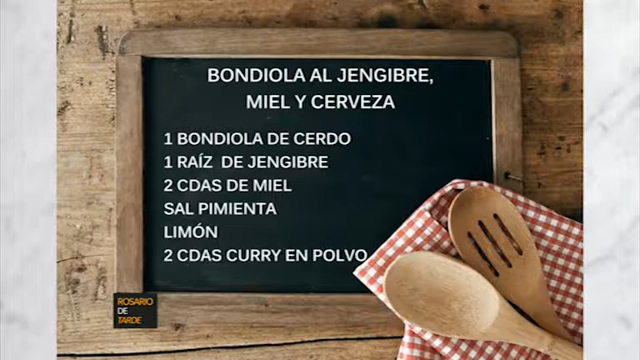 BONDIOLA AL JENGIBRE,
MIEL Y CERVEZA
1 BONDIOLA DE CERDO
1 RAÍZ DE JENGIBRE
2 CDAS DE MIEL
SAL PIMIENTA
LIMÓN
2 CDAS CURRY EN POLVO
ROSARIO
DE
TARDE